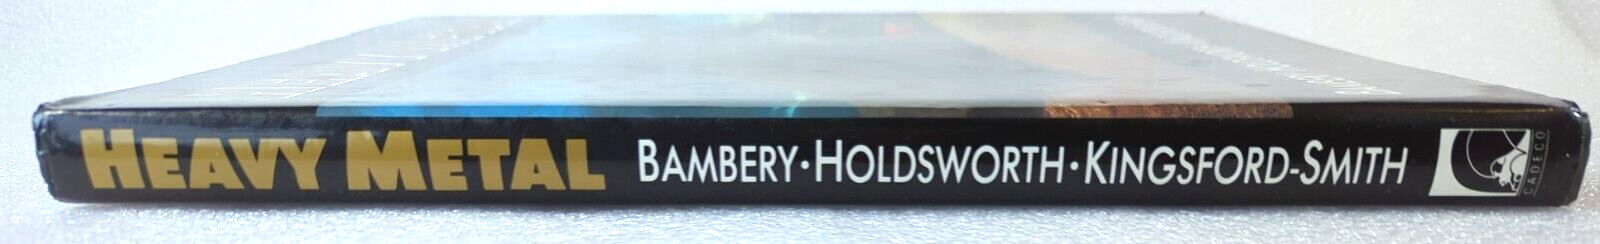 HEAVY METAL BAMBERY·HOLDSWORTH·KINGSFORD-SMITH
CADECO